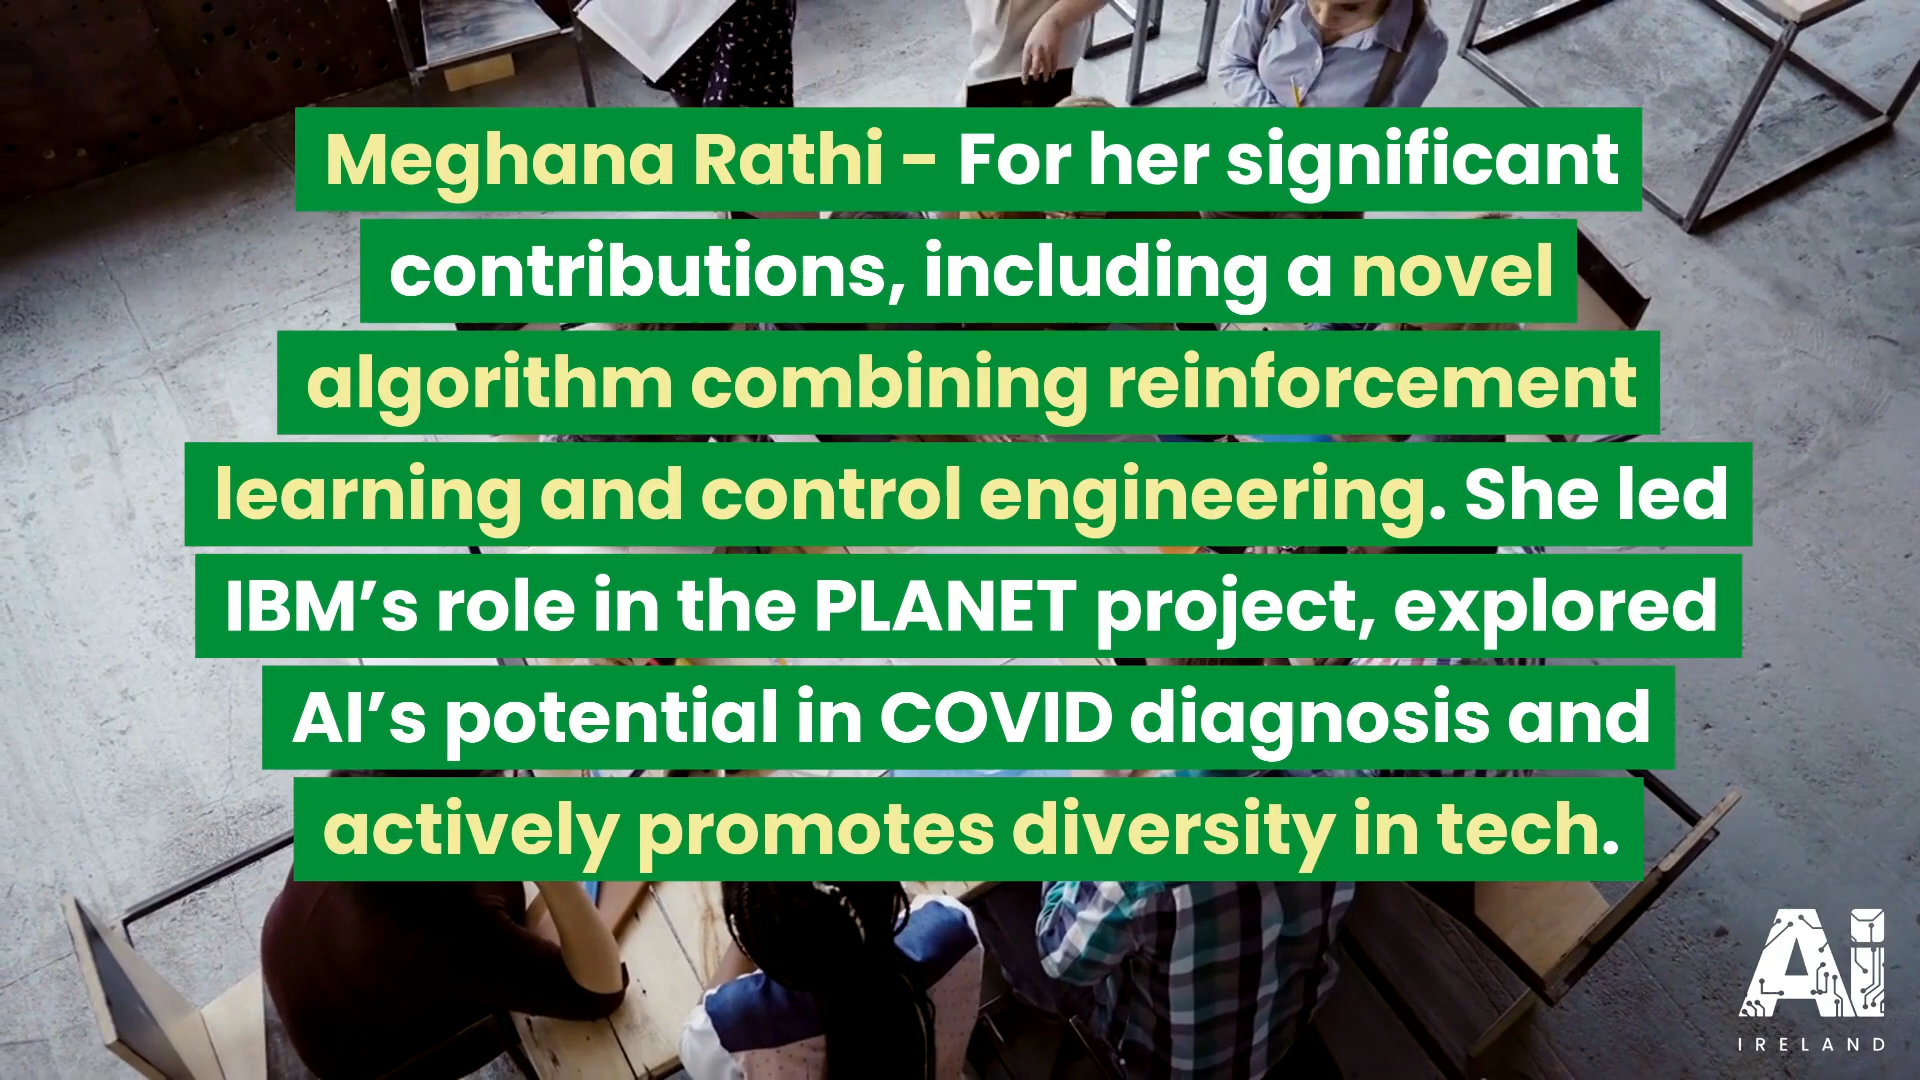 Meghana Rathi - For her significant
contributions, including a novel
algorithm combining reinforcement
learning and control engineering. She led
IBM’s role in the PLANET project, explored
AI’s potential in COVID diagnosis and
actively promotes diversity in tech.
Ai
IRELAND